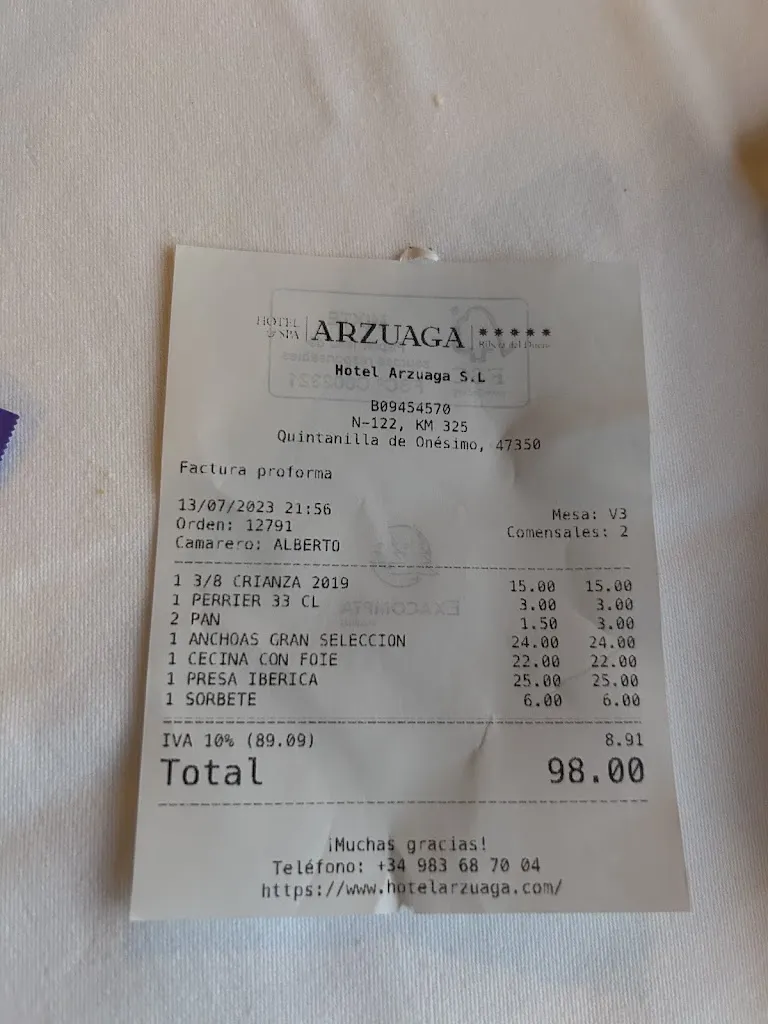 HOTEL & SPA | ARZUAGA | ★★★★★ Ribera del Duero
Hotel Arzuaga S.L
B09454570
N-122, KM 325
Quintanilla de Onésimo, 47350
Factura proforma
13/07/2023 21:56
Mesa: V3
Orden: 12791
Comensales: 2
Camarero: ALBERTO
1 3/8 CRIANZA 2019 15.00 15.00
1 PERRIER 33 CL 3.00 3.00
2 PAN 1.50 3.00
1 ANCHOAS GRAN SELECCION 24.00 24.00
1 CECINA CON FOIE 22.00 22.00
1 PRESA IBERICA 25.00 25.00
1 SORBETE 6.00 6.00
IVA 10% (89.09) 8.91
Total 98.00
¡Muchas gracias!
Teléfono: +34 983 68 70 04
https://www.hotelarzuaga.com/
EXACOMPTA